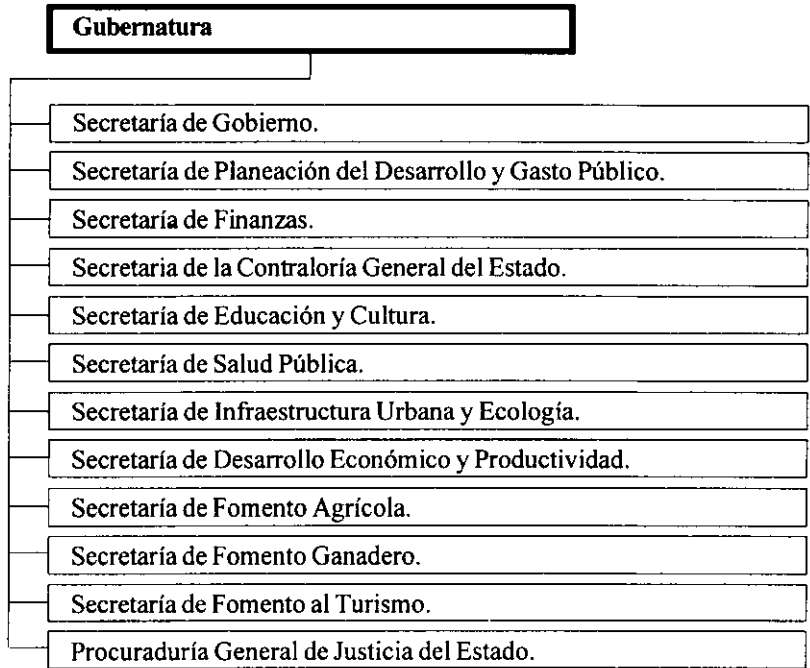 Gubernatura
Secretaría de Gobierno.
Secretaría de Planeación del Desarrollo y Gasto Público.
Secretaría de Finanzas.
Secretaria de la Contraloría General del Estado.
Secretaría de Educación y Cultura.
Secretaría de Salud Pública.
Secretaría de Infraestructura Urbana y Ecología.
Secretaría de Desarrollo Económico y Productividad.
Secretaría de Fomento Agrícola.
Secretaría de Fomento Ganadero.
Secretaría de Fomento al Turismo.
Procuraduría General de Justicia del Estado.